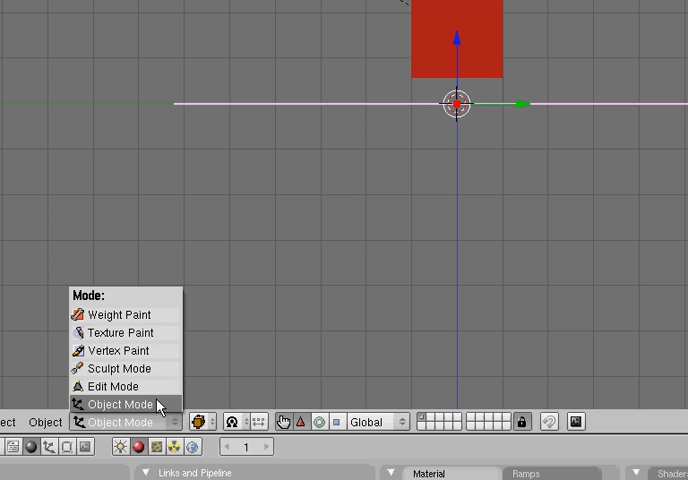 Mode:
Weight Paint
Texture Paint
Vertex Paint
Sculpt Mode
Edit Mode
Object Mode
ect Object Object Mode Global
1
Links and Pipeline Material Ramps Shaders